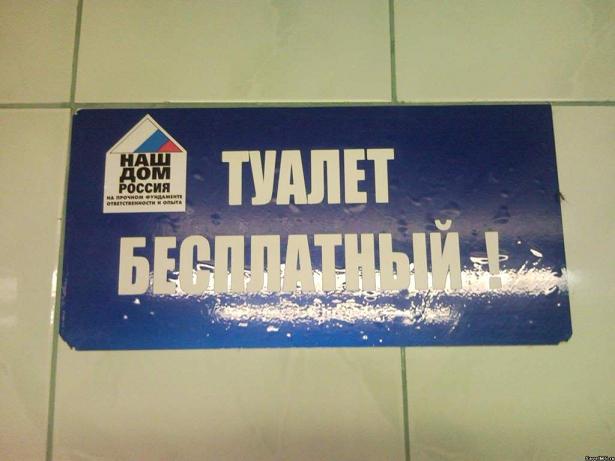 НАШ
ДОМ
РОССИЯ
НА ПРОЧНОМ ФУНДАМЕНТЕ
ОТВЕТСТВЕННОСТИ И ОПЫТА
ТУАЛЕТ
БЕСПЛАТНЫЙ !